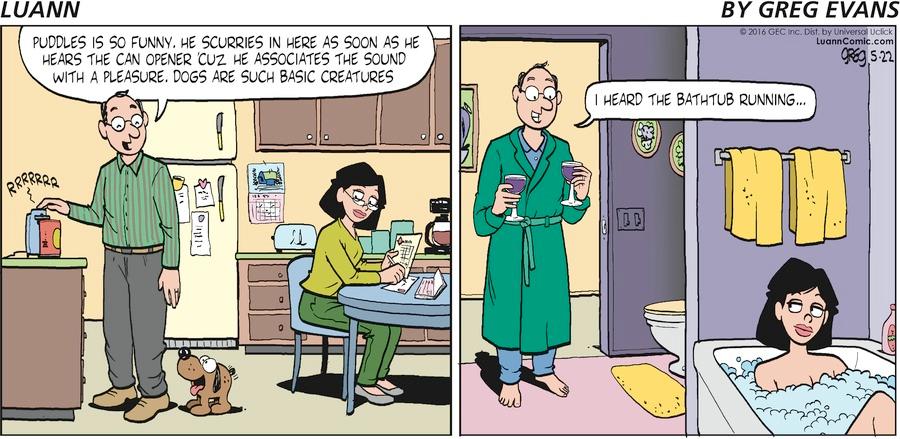 LUANN
BY GREG EVANS
PUDDLES IS SO FUNNY. HE SCURRIES IN HERE AS SOON AS HE
HEARS THE CAN OPENER 'CUZ HE ASSOCIATES THE SOUND
WITH A PLEASURE. DOGS ARE SUCH BASIC CREATURES
RRRRRRR
© 2016 GEC Inc. Dist. by Universal Uclick
LuannComic.com
GREG 5-22
I HEARD THE BATHTUB RUNNING...